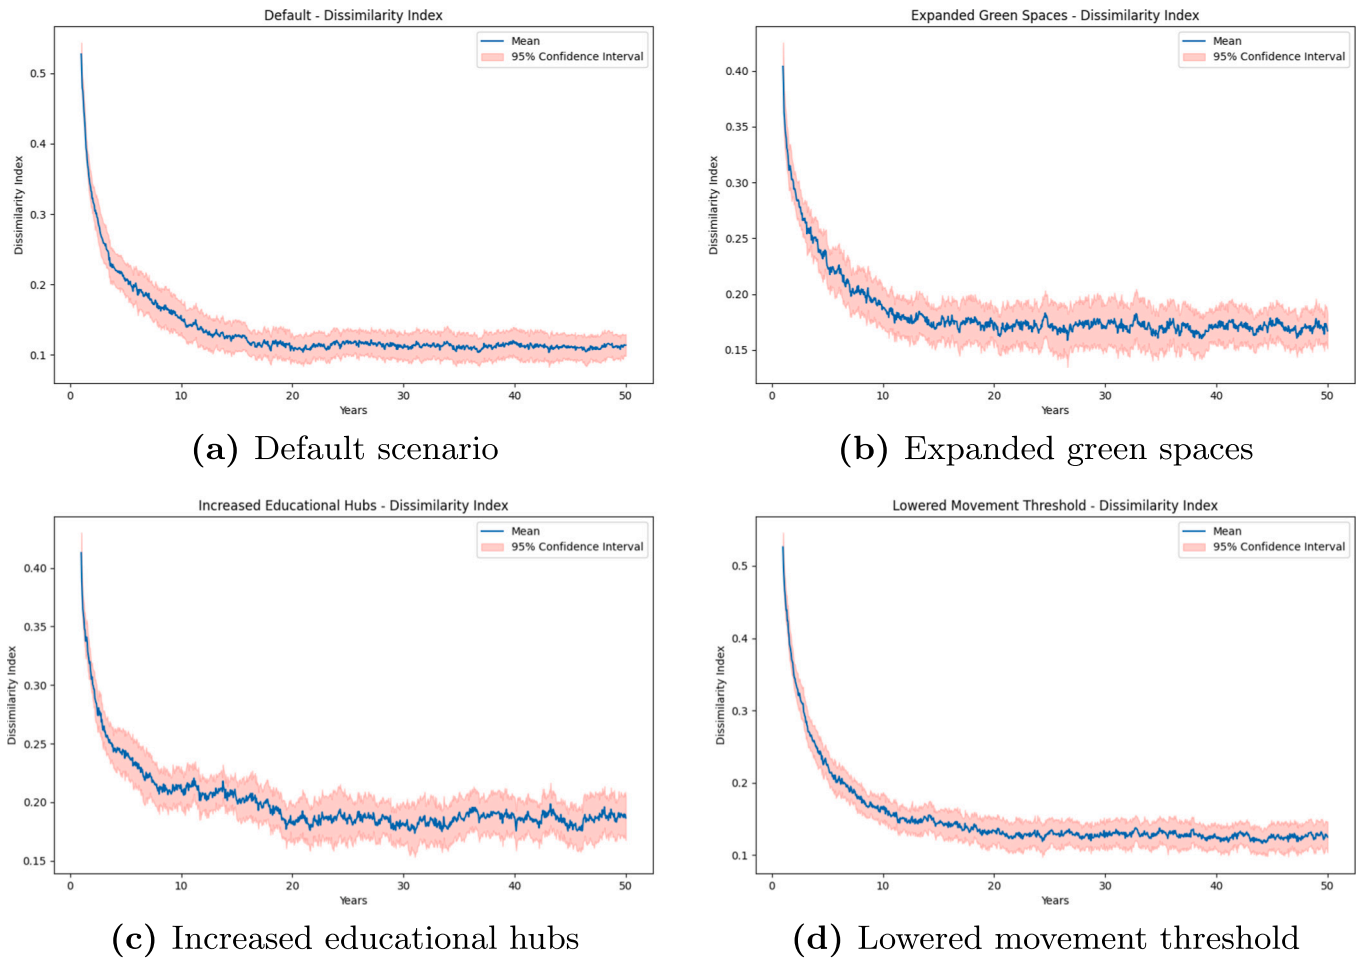 Default - Dissimilarity Index
Mean
95% Confidence Interval
Dissimilarity Index
0.5
0.4
0.3
0.2
0.1
0 10 20 30 40 50
Years
(a) Default scenario
Expanded Green Spaces - Dissimilarity Index
Mean
95% Confidence Interval
Dissimilarity Index
0.40
0.35
0.30
0.25
0.20
0.15
0 10 20 30 40 50
Years
(b) Expanded green spaces
Increased Educational Hubs - Dissimilarity Index
Mean
95% Confidence Interval
Dissimilarity Index
0.40
0.35
0.30
0.25
0.20
0.15
0 10 20 30 40 50
Years
(c) Increased educational hubs
Lowered Movement Threshold - Dissimilarity Index
Mean
95% Confidence Interval
Dissimilarity Index
0.5
0.4
0.3
0.2
0.1
0 10 20 30 40 50
Years
(d) Lowered movement threshold